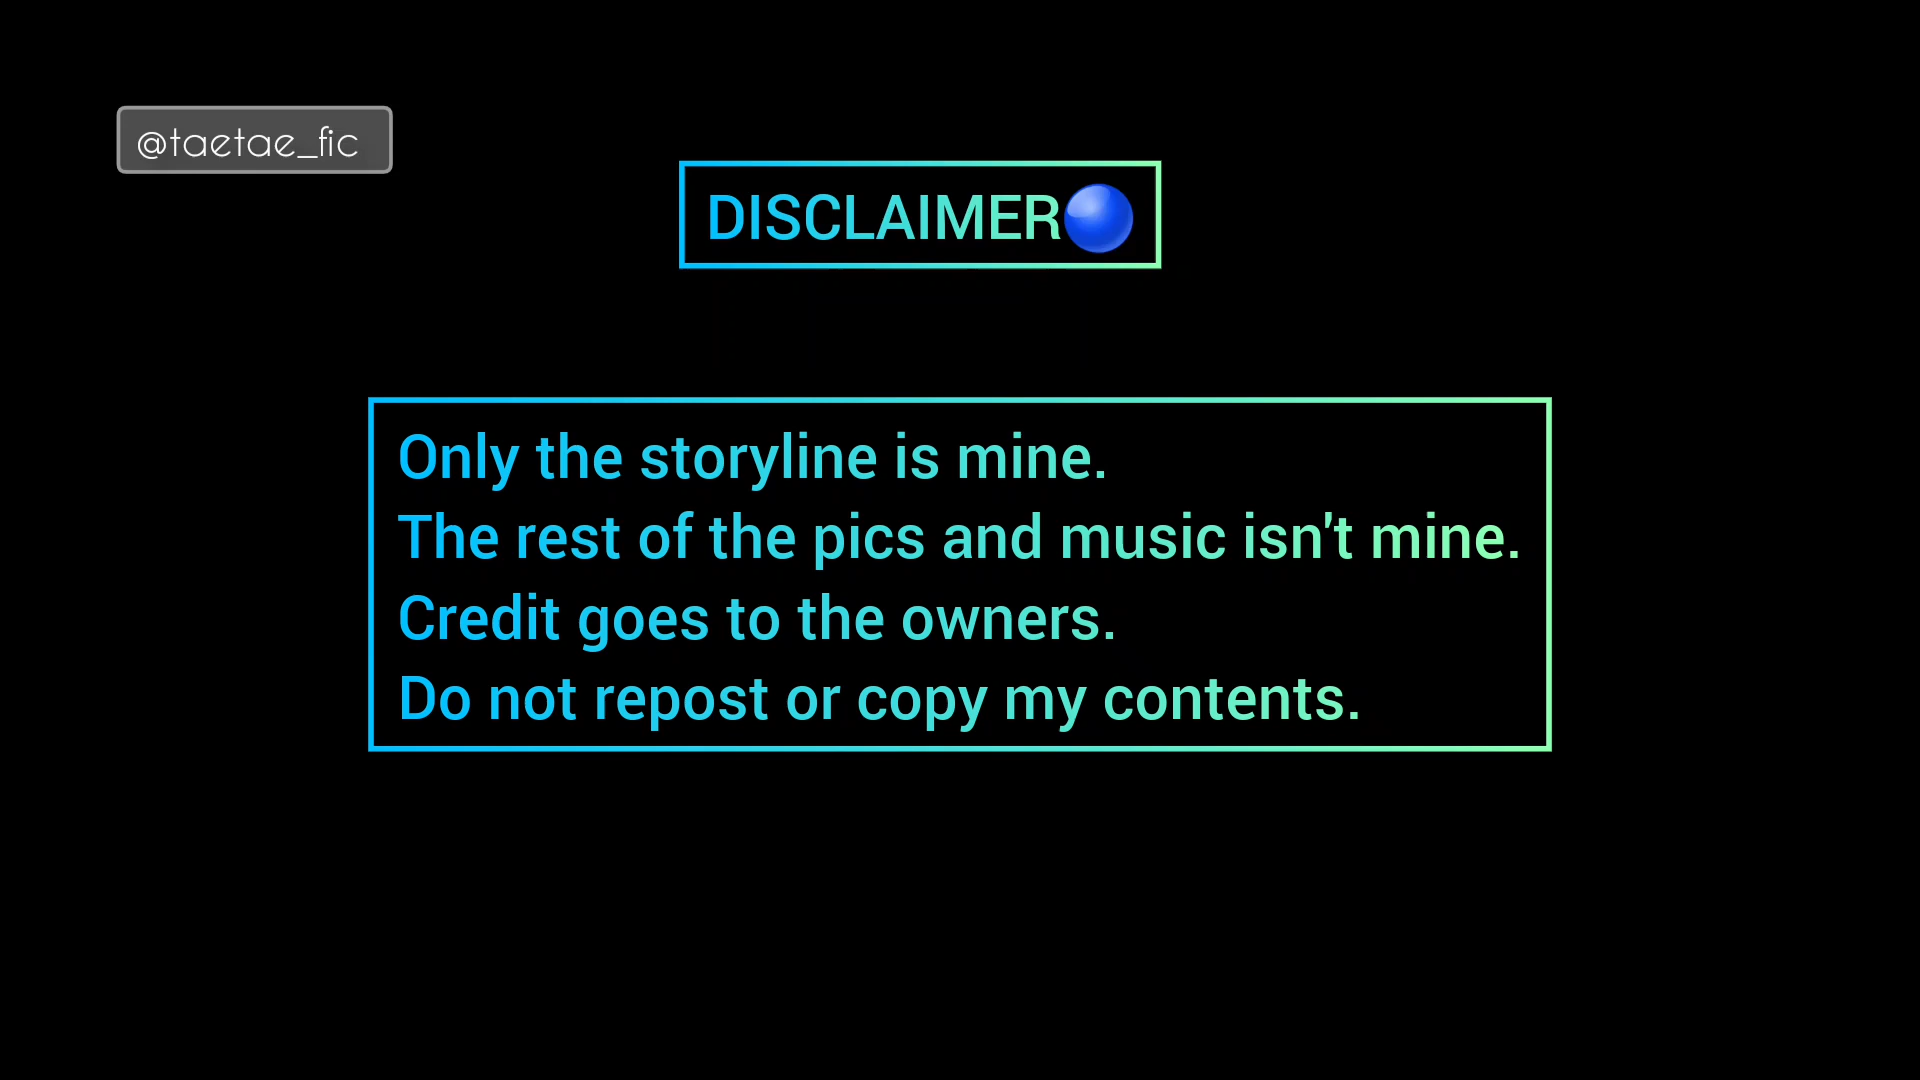 @taetae_fic
DISCLAIMER🔵
Only the storyline is mine.
The rest of the pics and music isn't mine.
Credit goes to the owners.
Do not repost or copy my contents.